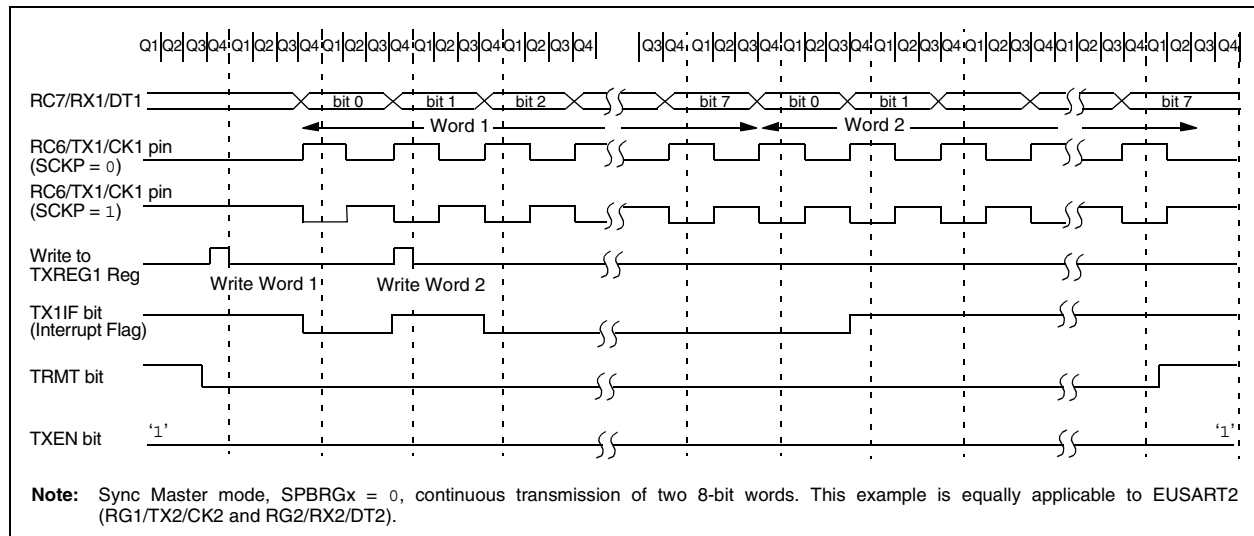 Q1 Q2 Q3 Q4 Q1 Q2 Q3 Q4 Q1 Q2 Q3 Q4 Q1 Q2 Q3 Q4 Q1 Q2 Q3 Q4 Q3 Q4 Q1 Q2 Q3 Q4 Q1 Q2 Q3 Q4 Q1 Q2 Q3 Q4 Q1 Q2 Q3 Q4 Q1 Q2 Q3 Q4 Q1 Q2 Q3 Q4
RC7/RX1/DT1
bit 0 bit 1 bit 2 bit 7 bit 0 bit 1 bit 7
Word 1 Word 2
RC6/TX1/CK1 pin
(SCKP = 0)
RC6/TX1/CK1 pin
(SCKP = 1)
Write to
TXREG1 Reg
Write Word 1 Write Word 2
TX1IF bit
(Interrupt Flag)
TRMT bit
TXEN bit
‘1’ ‘1’
Note: Sync Master mode, SPBRGx = 0, continuous transmission of two 8-bit words. This example is equally applicable to EUSART2
(RG1/TX2/CK2 and RG2/RX2/DT2).